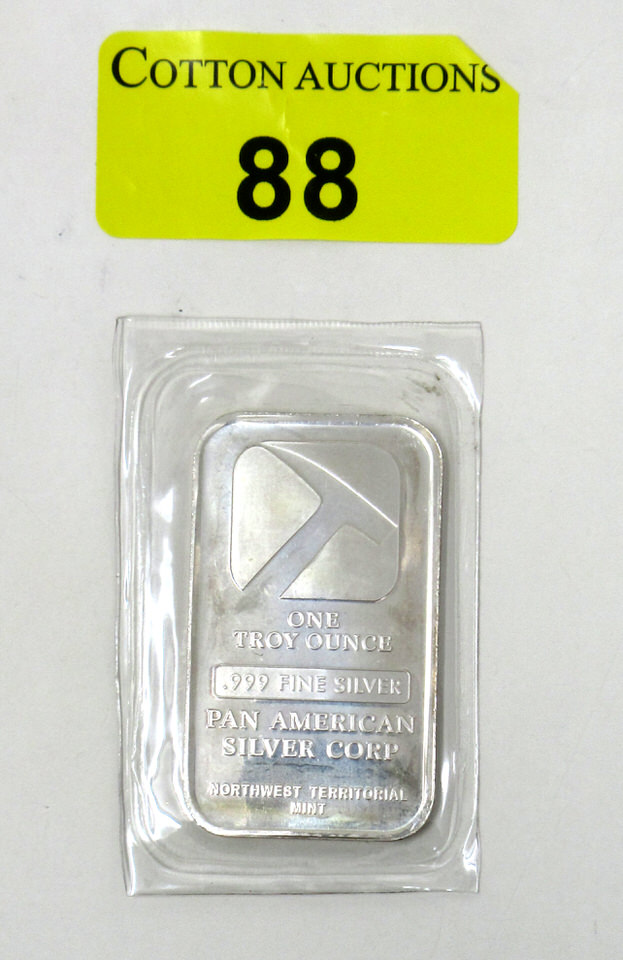 COTTON AUCTIONS
88
ONE
TROY OUNCE
.999 FINE SILVER
PAN AMERICAN
SILVER CORP
NORTHWEST TERRITORIAL
MINT